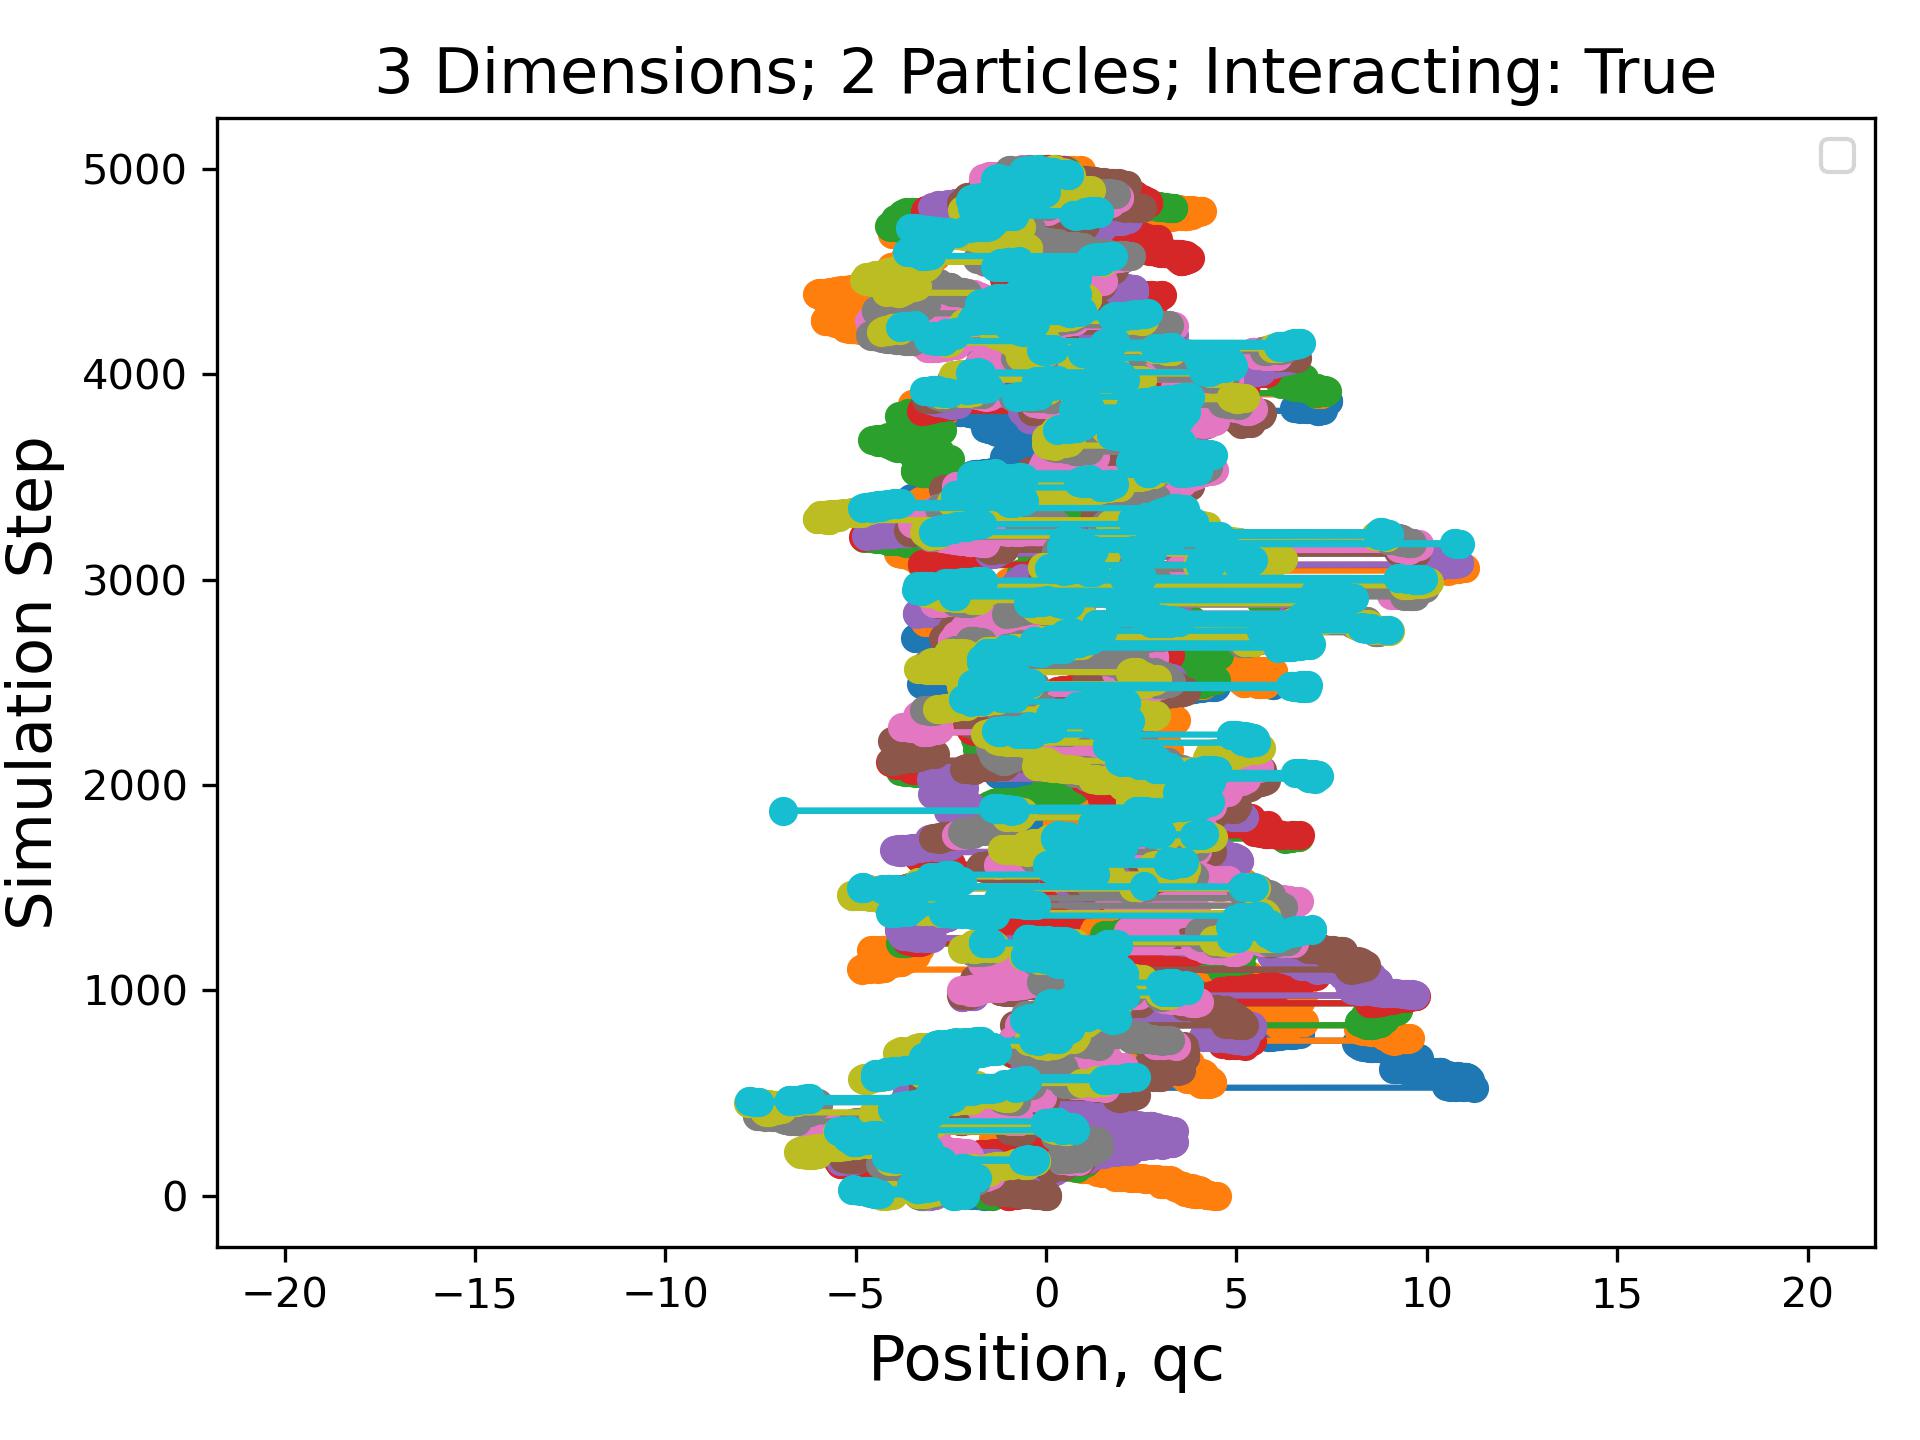 3 Dimensions; 2 Particles; Interacting: True
5000
4000
3000
2000
1000
0
Simulation Step
−20 −15 −10 −5 0 5 10 15 20
Position, qc